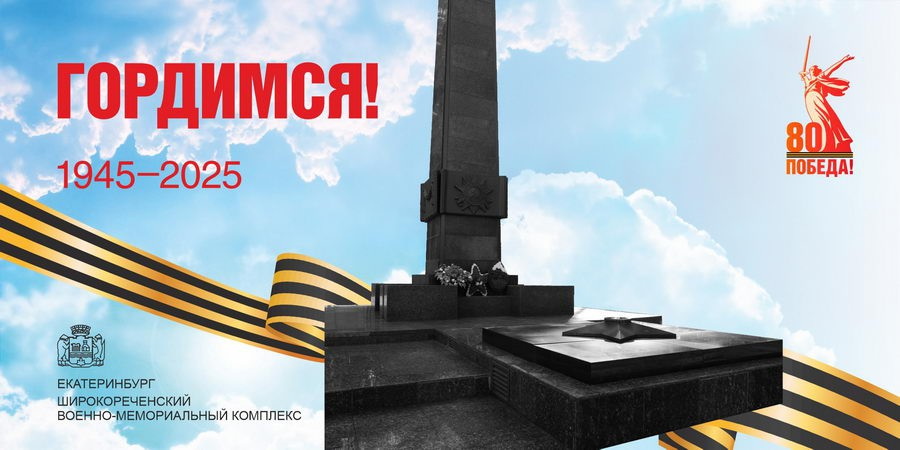 ГОРДИМСЯ!
1945–2025
80
ПОБЕДА!
ЕКАТЕРИНБУРГ
ШИРОКОРЕЧЕНСКИЙ
ВОЕННО-МЕМОРИАЛЬНЫЙ КОМПЛЕКС